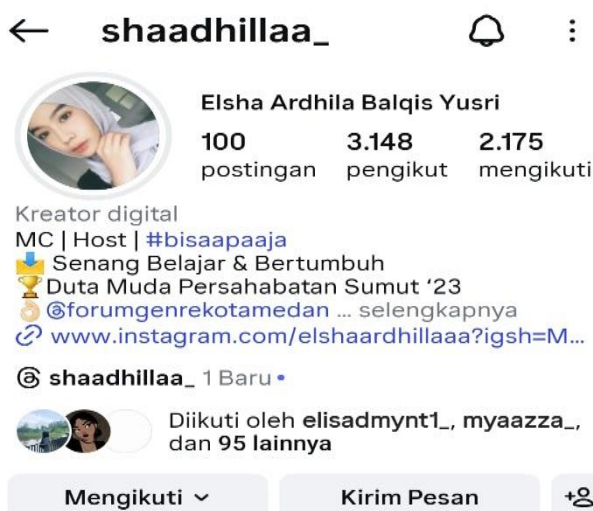 shaadhillaa_
Elsha Ardhila Balqis Yusri
100 3.148 2.175
postingan pengikut mengikuti
Kreator digital
MC | Host | #bisaapaaja
Senang Belajar & Bertumbuh
Duta Muda Persahabatan Sumut ‘23
@forumgenrekotamedan ... selengkapnya
www.instagram.com/elshaardhillaaa?igsh=M...
shaadhillaa_ 1 Baru
Diikuti oleh elisadmynt1_, myaazza_,
dan 95 lainnya
Mengikuti Kirim Pesan